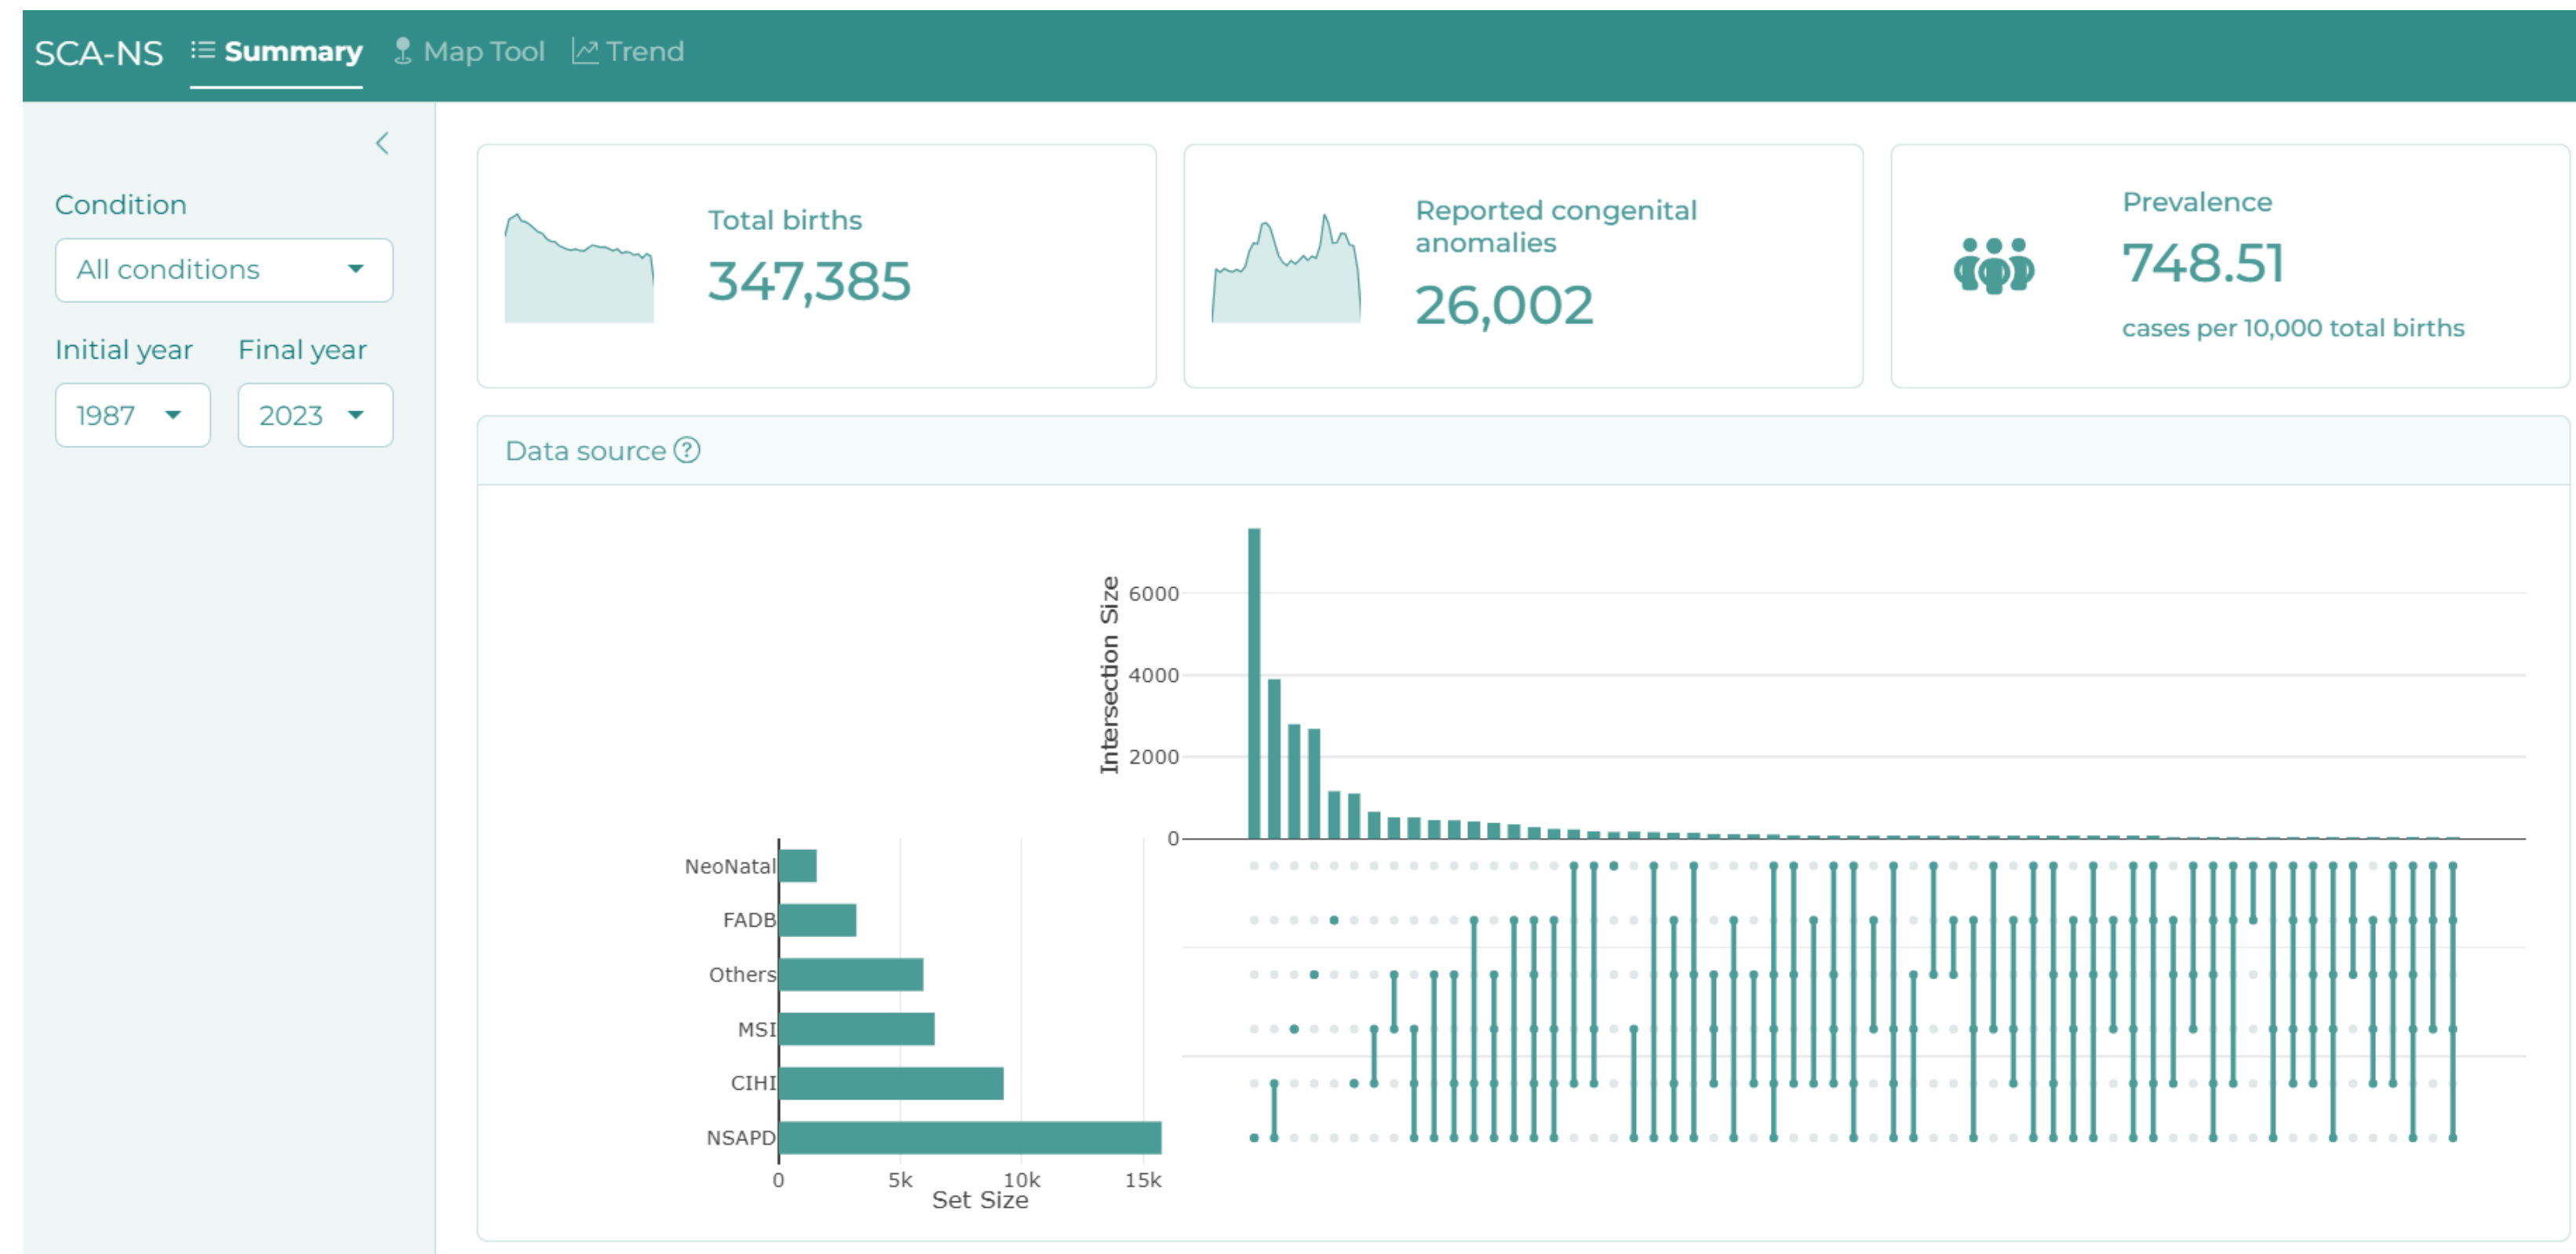 SCA-NS Summary Map Tool Trend
Condition
All conditions
Initial year Final year
1987 2023
Total births
347,385
Reported congenital
anomalies
26,002
Prevalence
748.51
cases per 10,000 total births
Data source ?
Intersection Size
6000
4000
2000
0
NeoNatal
FADB
Others
MSI
CIHI
NSAPD
0 5k 10k 15k
Set Size